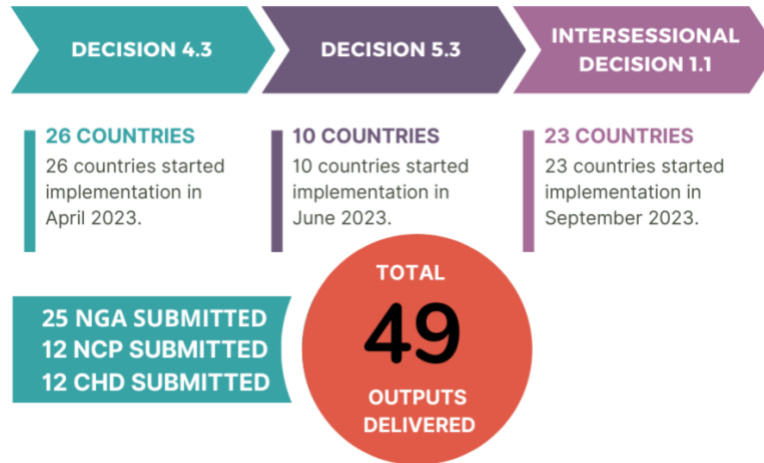 DECISION 4.3
DECISION 5.3
INTERSESSIONAL
DECISION 1.1
26 COUNTRIES
26 countries started
implementation in
April 2023.
10 COUNTRIES
10 countries started
implementation in
June 2023.
23 COUNTRIES
23 countries started
implementation in
September 2023.
25 NGA SUBMITTED
12 NCP SUBMITTED
12 CHD SUBMITTED
TOTAL
49
OUTPUTS
DELIVERED